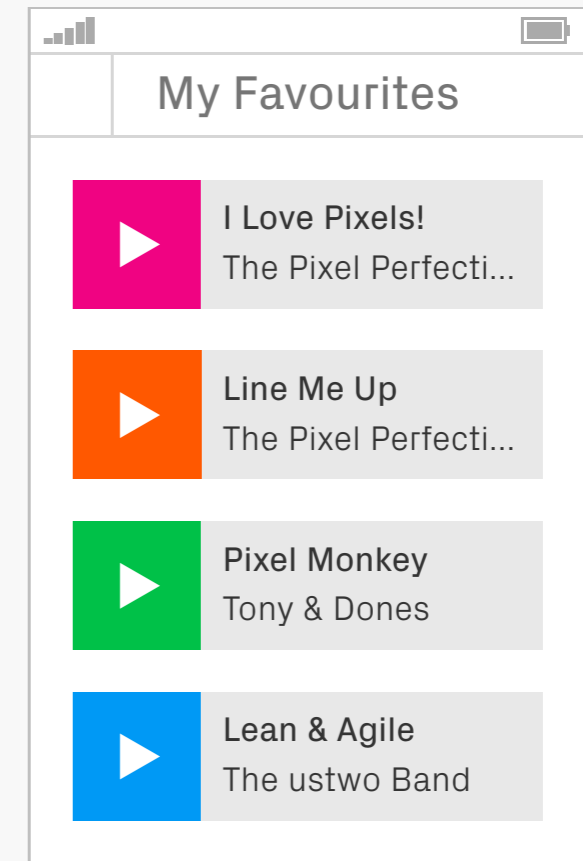 My Favourites
I Love Pixels!
The Pixel Perfecti...
Line Me Up
The Pixel Perfecti...
Pixel Monkey
Tony & Dones
Lean & Agile
The ustwo Band